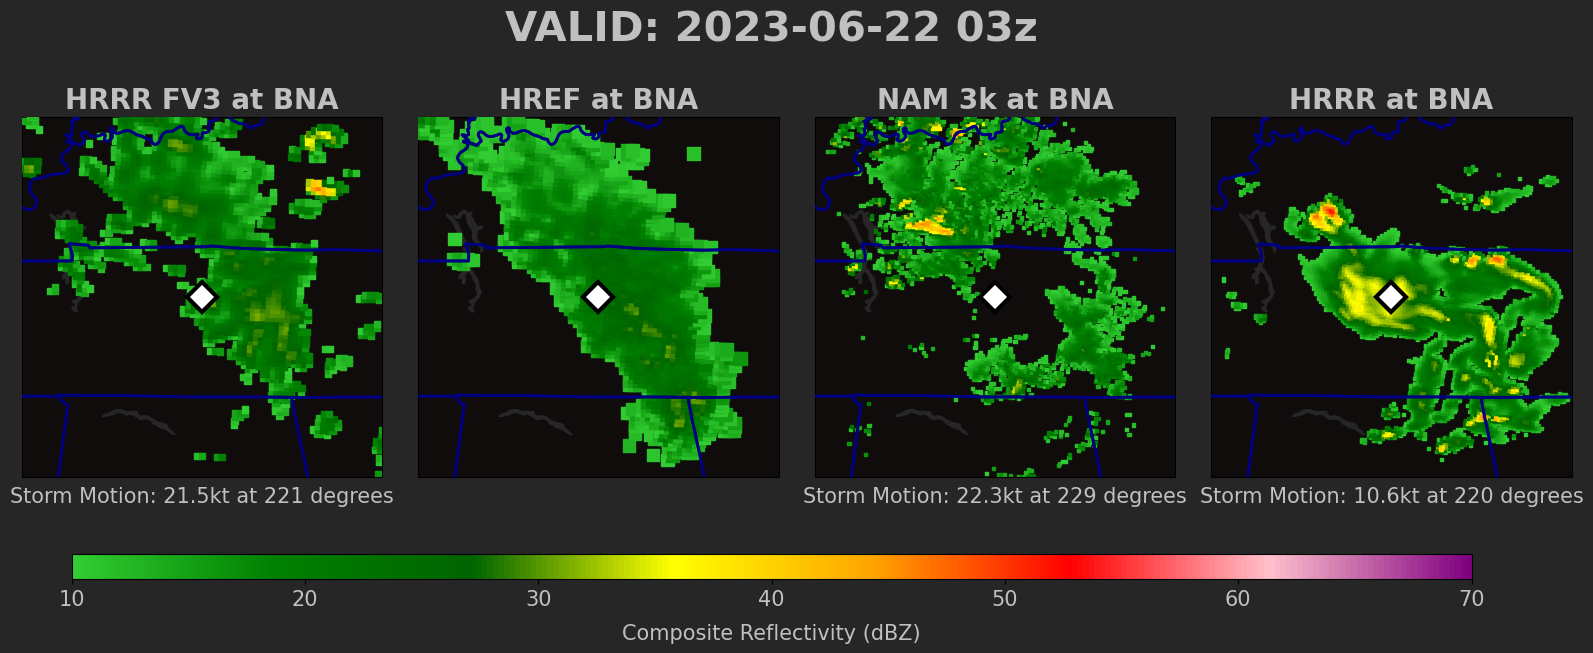 VALID: 2023-06-22 03z
HRRR FV3 at BNA
HREF at BNA
NAM 3k at BNA
HRRR at BNA
Storm Motion: 21.5kt at 221 degrees
Storm Motion: 22.3kt at 229 degrees
Storm Motion: 10.6kt at 220 degrees
10 20 30 40 50 60 70
Composite Reflectivity (dBZ)